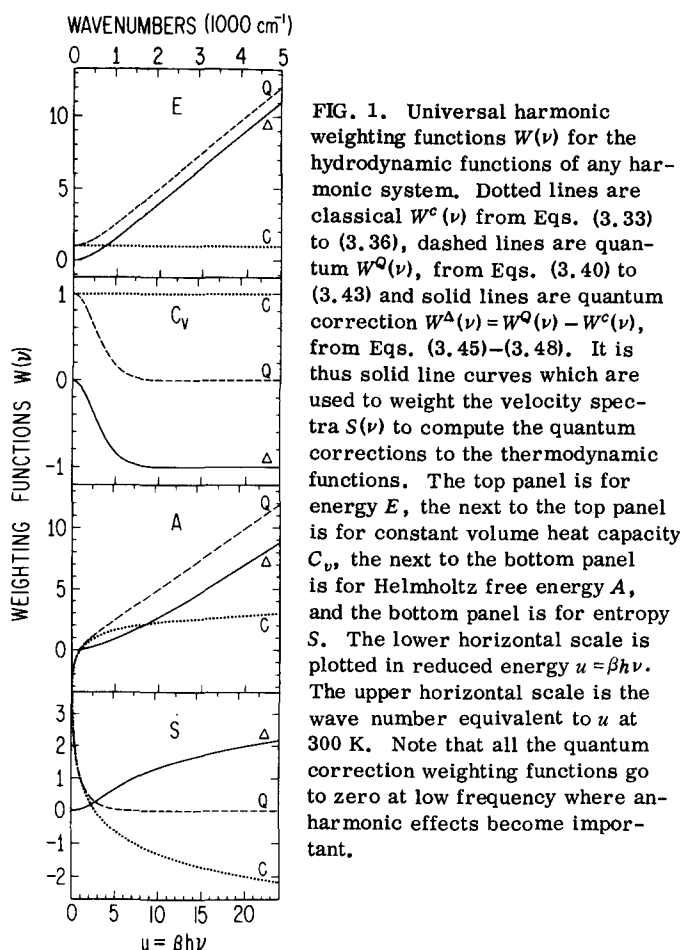 WAVENUMBERS (1000 cm⁻¹)
0 1 2 3 4 5
E
Q
Δ
C
10
5
0
C
Cᵥ
Q
Δ
1
0
-1
Q
A
Δ
C
10
5
0
S
Δ
Q
C
3
2
1
0
-1
-2
0 5 10 15 20
u = βhν
WEIGHTING FUNCTIONS W(ν)
FIG. 1. Universal harmonic
weighting functions W(ν) for the
hydrodynamic functions of any har-
monic system. Dotted lines are
classical Wᶜ(ν) from Eqs. (3.33)
to (3.36), dashed lines are quan-
tum W^Q(ν), from Eqs. (3.40) to
(3.43) and solid lines are quantum
correction W^Δ(ν) = W^Q(ν) – Wᶜ(ν),
from Eqs. (3.45)–(3.48). It is
thus solid line curves which are
used to weight the velocity spec-
tra S(ν) to compute the quantum
corrections to the thermodynamic
functions. The top panel is for
energy E, the next to the top panel
is for constant volume heat capacity
Cᵥ, the next to the bottom panel
is for Helmholtz free energy A,
and the bottom panel is for entropy
S. The lower horizontal scale is
plotted in reduced energy u = βhν.
The upper horizontal scale is the
wave number equivalent to u at
300 K. Note that all the quantum
correction weighting functions go
to zero at low frequency where an-
harmonic effects become impor-
tant.